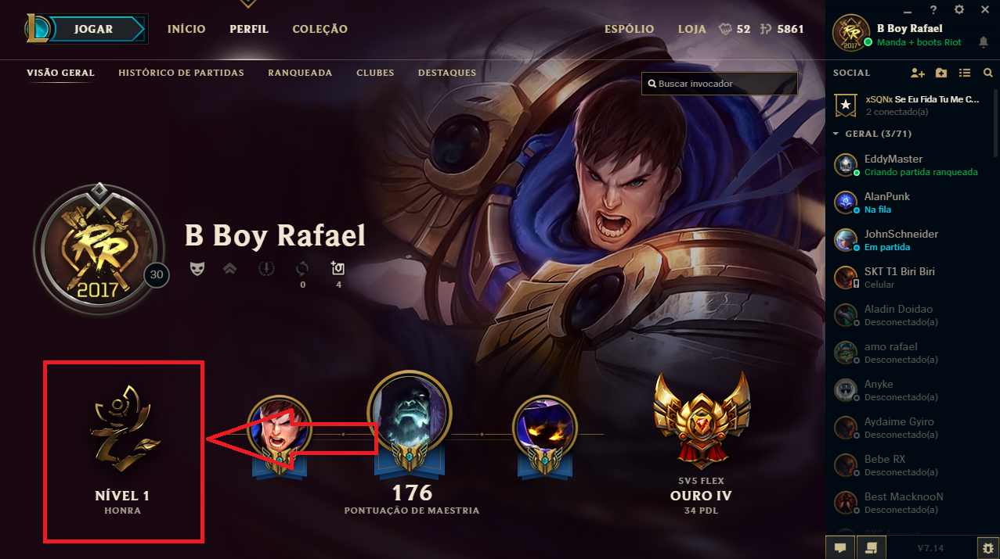 JOGAR
INÍCIO
PERFIL
COLEÇÃO
ESPÓLIO
LOJA
52
5861
B Boy Rafael
Manda + boots Riot
VISÃO GERAL
HISTÓRICO DE PARTIDAS
RANQUEADA
CLUBES
DESTAQUES
Buscar invocador
RR
2017
30
B Boy Rafael
0
4
NÍVEL 1
HONRA
176
PONTUAÇÃO DE MAESTRIA
5V5 FLEX
OURO IV
34 PDL
RR
2017
SOCIAL
xSQNx Se Eu Fida Tu Me C...
2 conectado(a)
GERAL (3/71)
EddyMaster
Criando partida ranqueada
AlanPunk
Na fila
JohnSchneider
Em partida
SKT T1 Biri Biri
Celular
Aladin Doidao
Desconectado(a)
amo rafael
Desconectado(a)
Anyke
Desconectado(a)
Aydaime Gyiro
Desconectado(a)
Bebe RX
Desconectado(a)
Best MacknooN
Desconectado(a)
V7.14